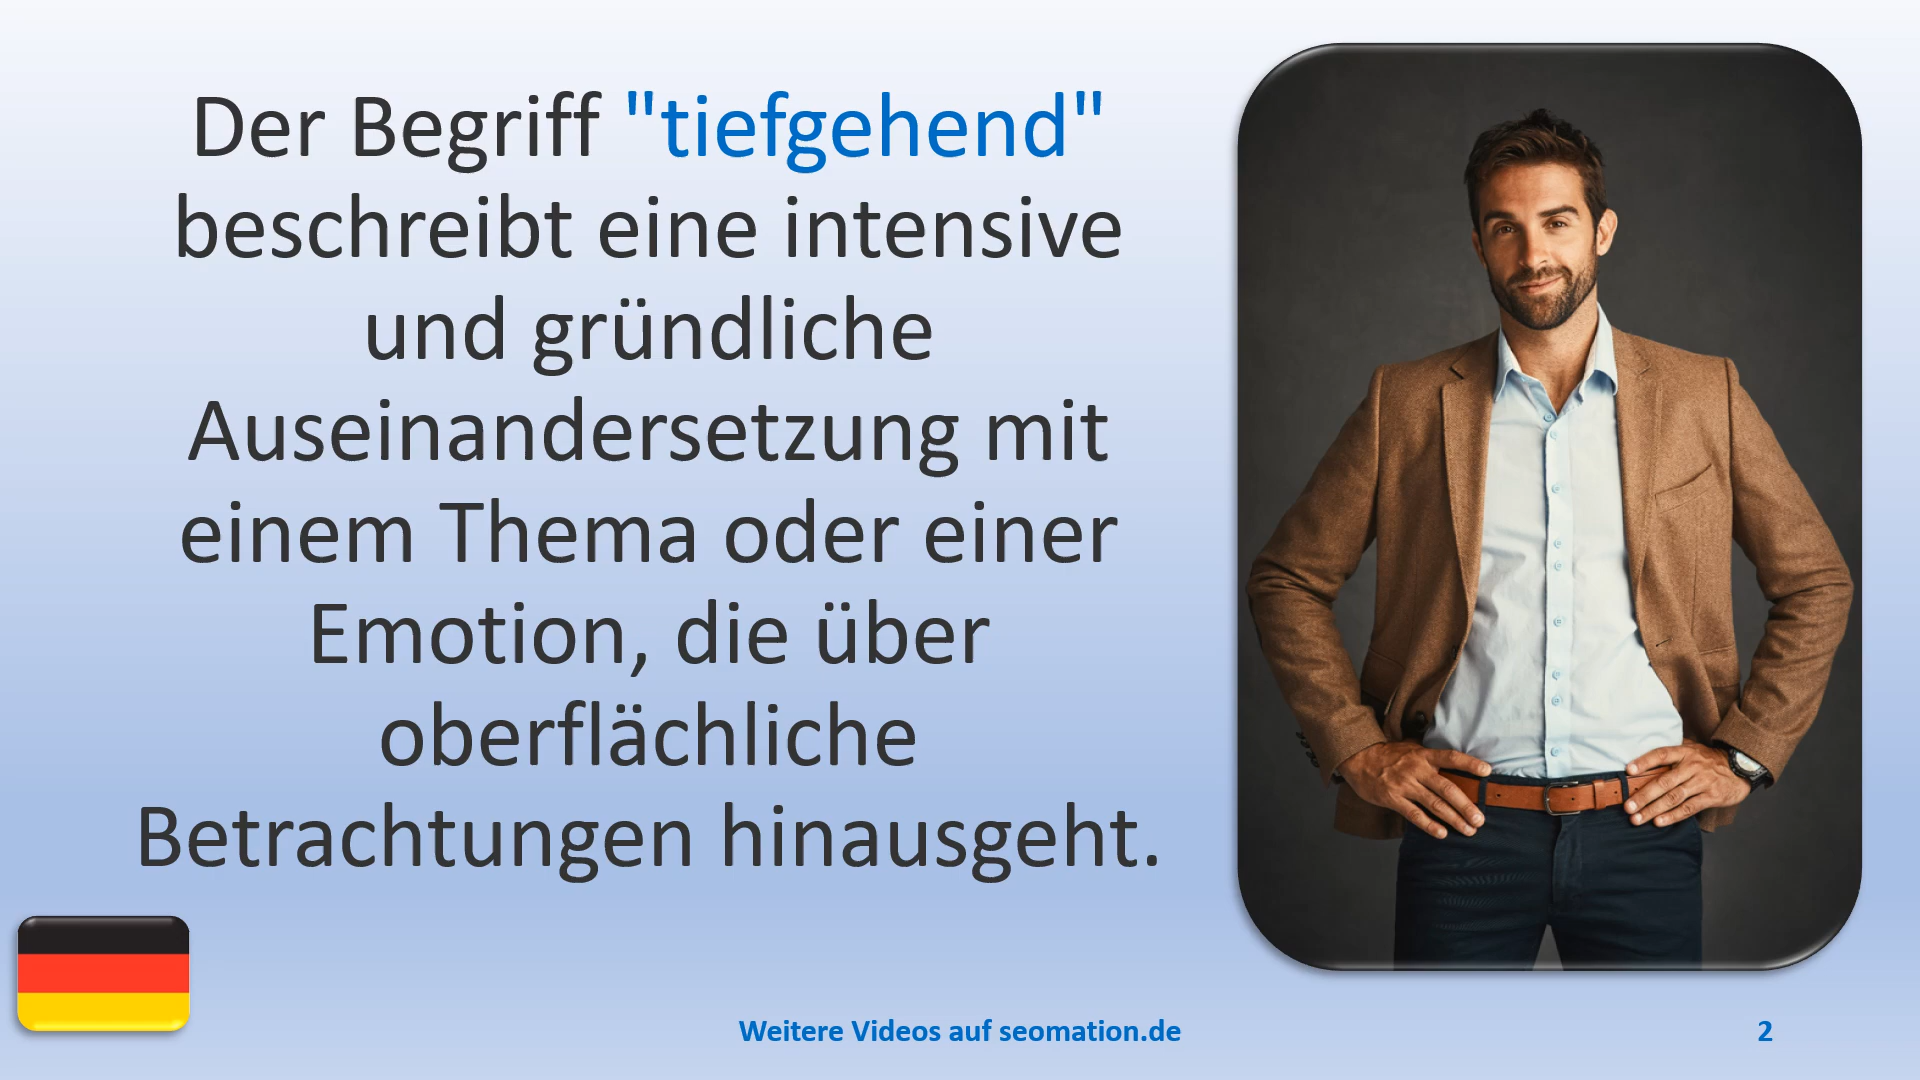 Der Begriff "tiefgehend"
beschreibt eine intensive
und gründliche
Auseinandersetzung mit
einem Thema oder einer
Emotion, die über
oberflächliche
Betrachtungen hinausgeht.
Weitere Videos auf seomation.de
2